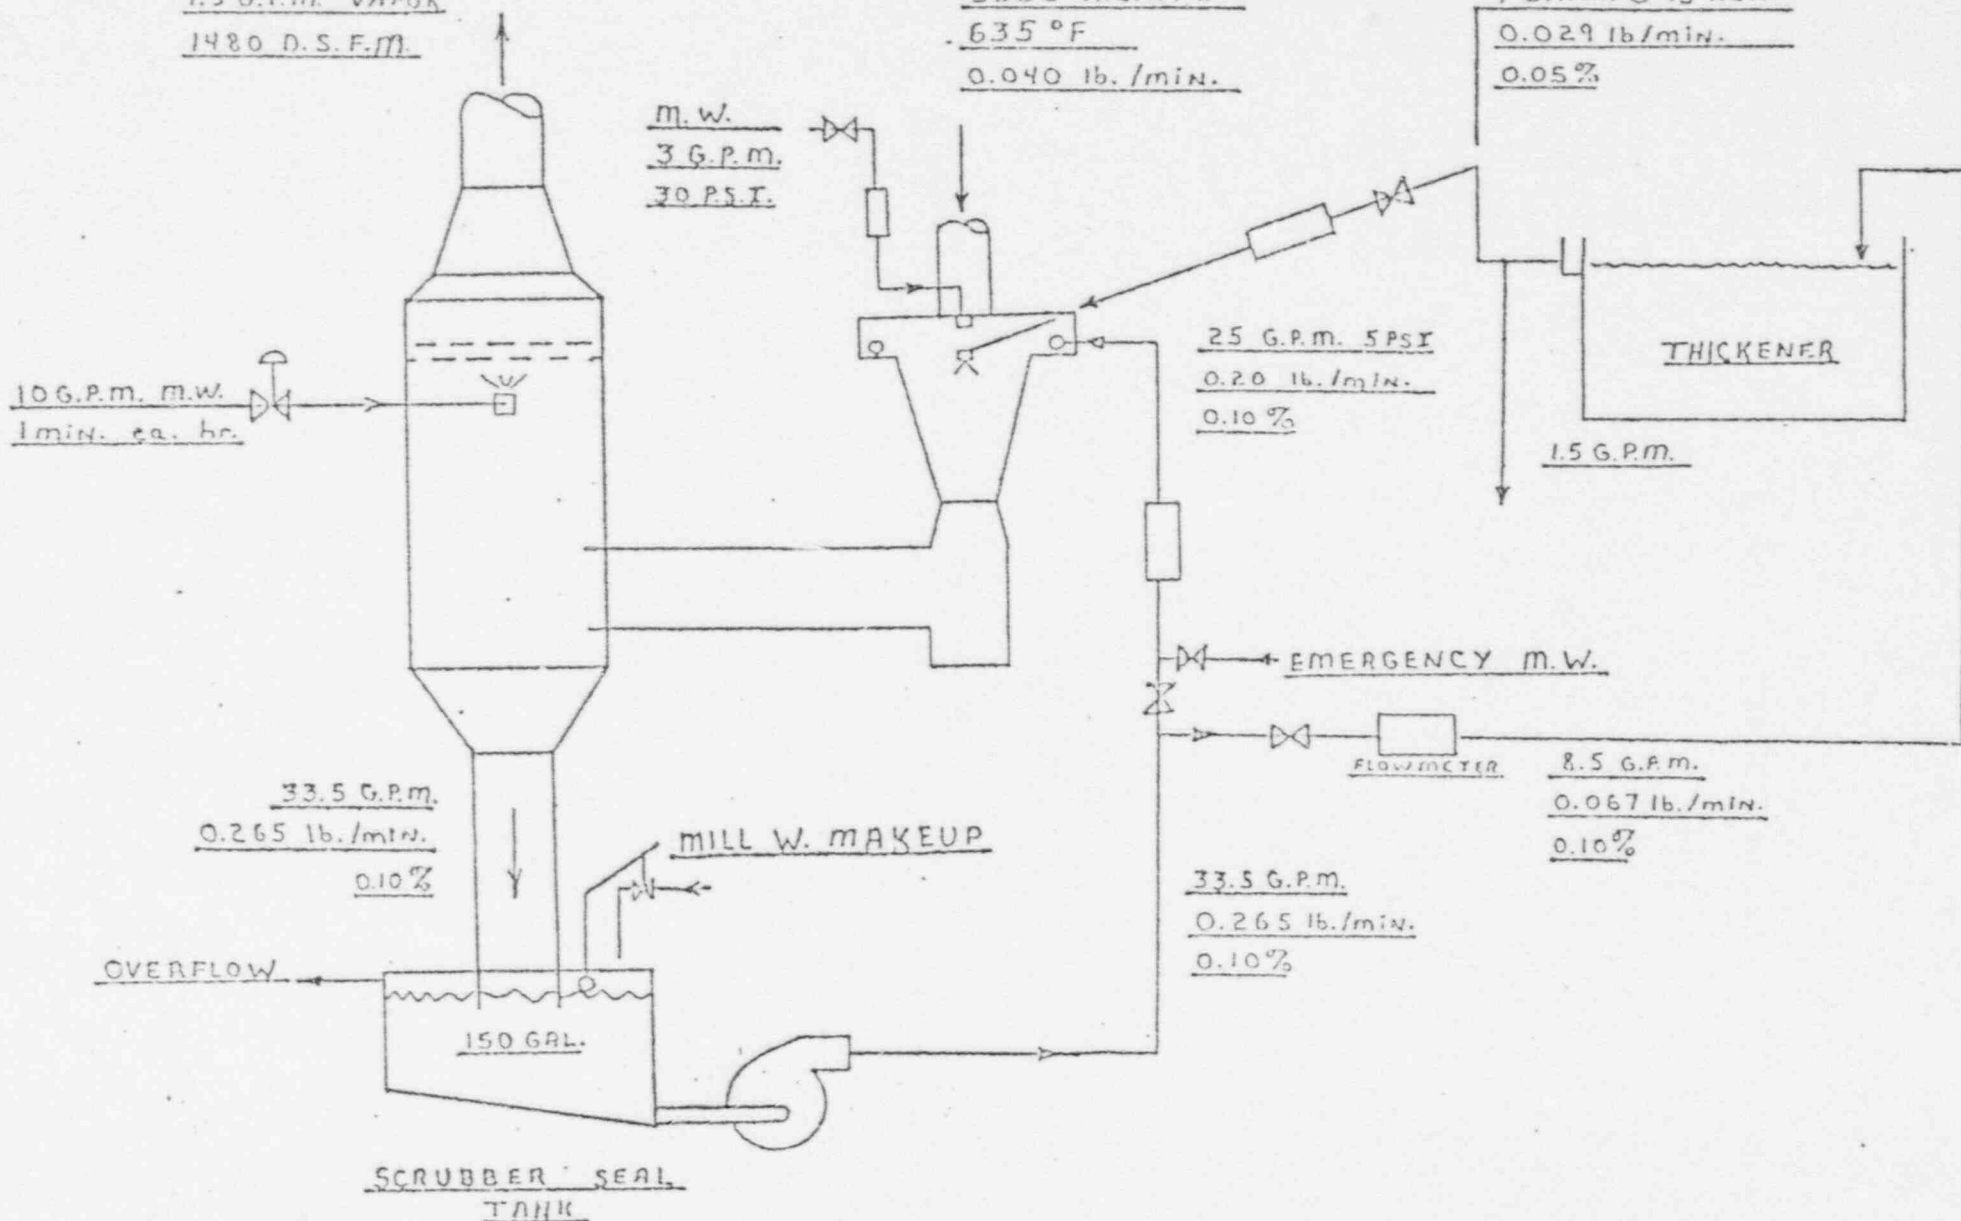 1480 D.S.F.M.
635 °F
0.040 lb./min.
0.029 lb/min.
0.05%
M.W.
3 G.P.M.
30 P.S.I.
25 G.P.M. 5 PSI
0.20 lb./min.
0.10%
THICKENER
1.5 G.P.M.
10 G.P.M. M.W.
1 min. ea. hr.
EMERGENCY M.W.
FLOWMETER
8.5 G.P.M.
0.067 lb./min.
0.10%
33.5 G.P.M.
0.265 lb./min.
0.10%
MILL W. MAKEUP
33.5 G.P.M.
0.265 lb./min.
0.10%
OVERFLOW
150 GAL.
SCRUBBER SEAL
TANK